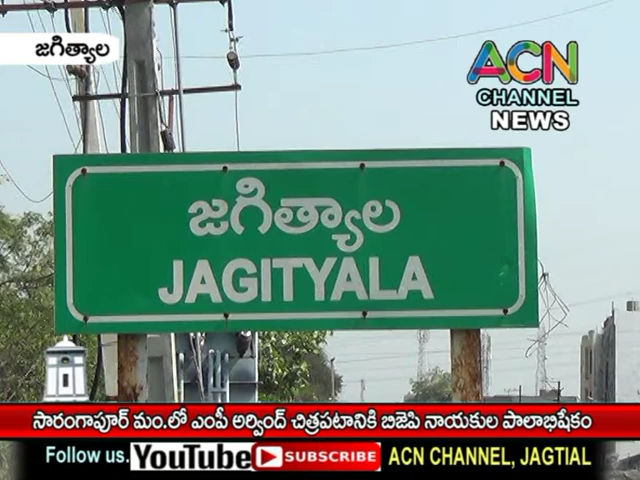 జగిత్యాల
ACN
CHANNEL
NEWS
జగిత్యాల
JAGITYALA
సారంగాపూర్ మం.లో ఎంపీ అర్వింద్ చిత్రపటానికి బిజెపి నాయకుల పాలాభిషేకం
Follow us. YouTube SUBSCRIBE ACN CHANNEL, JAGTIAL